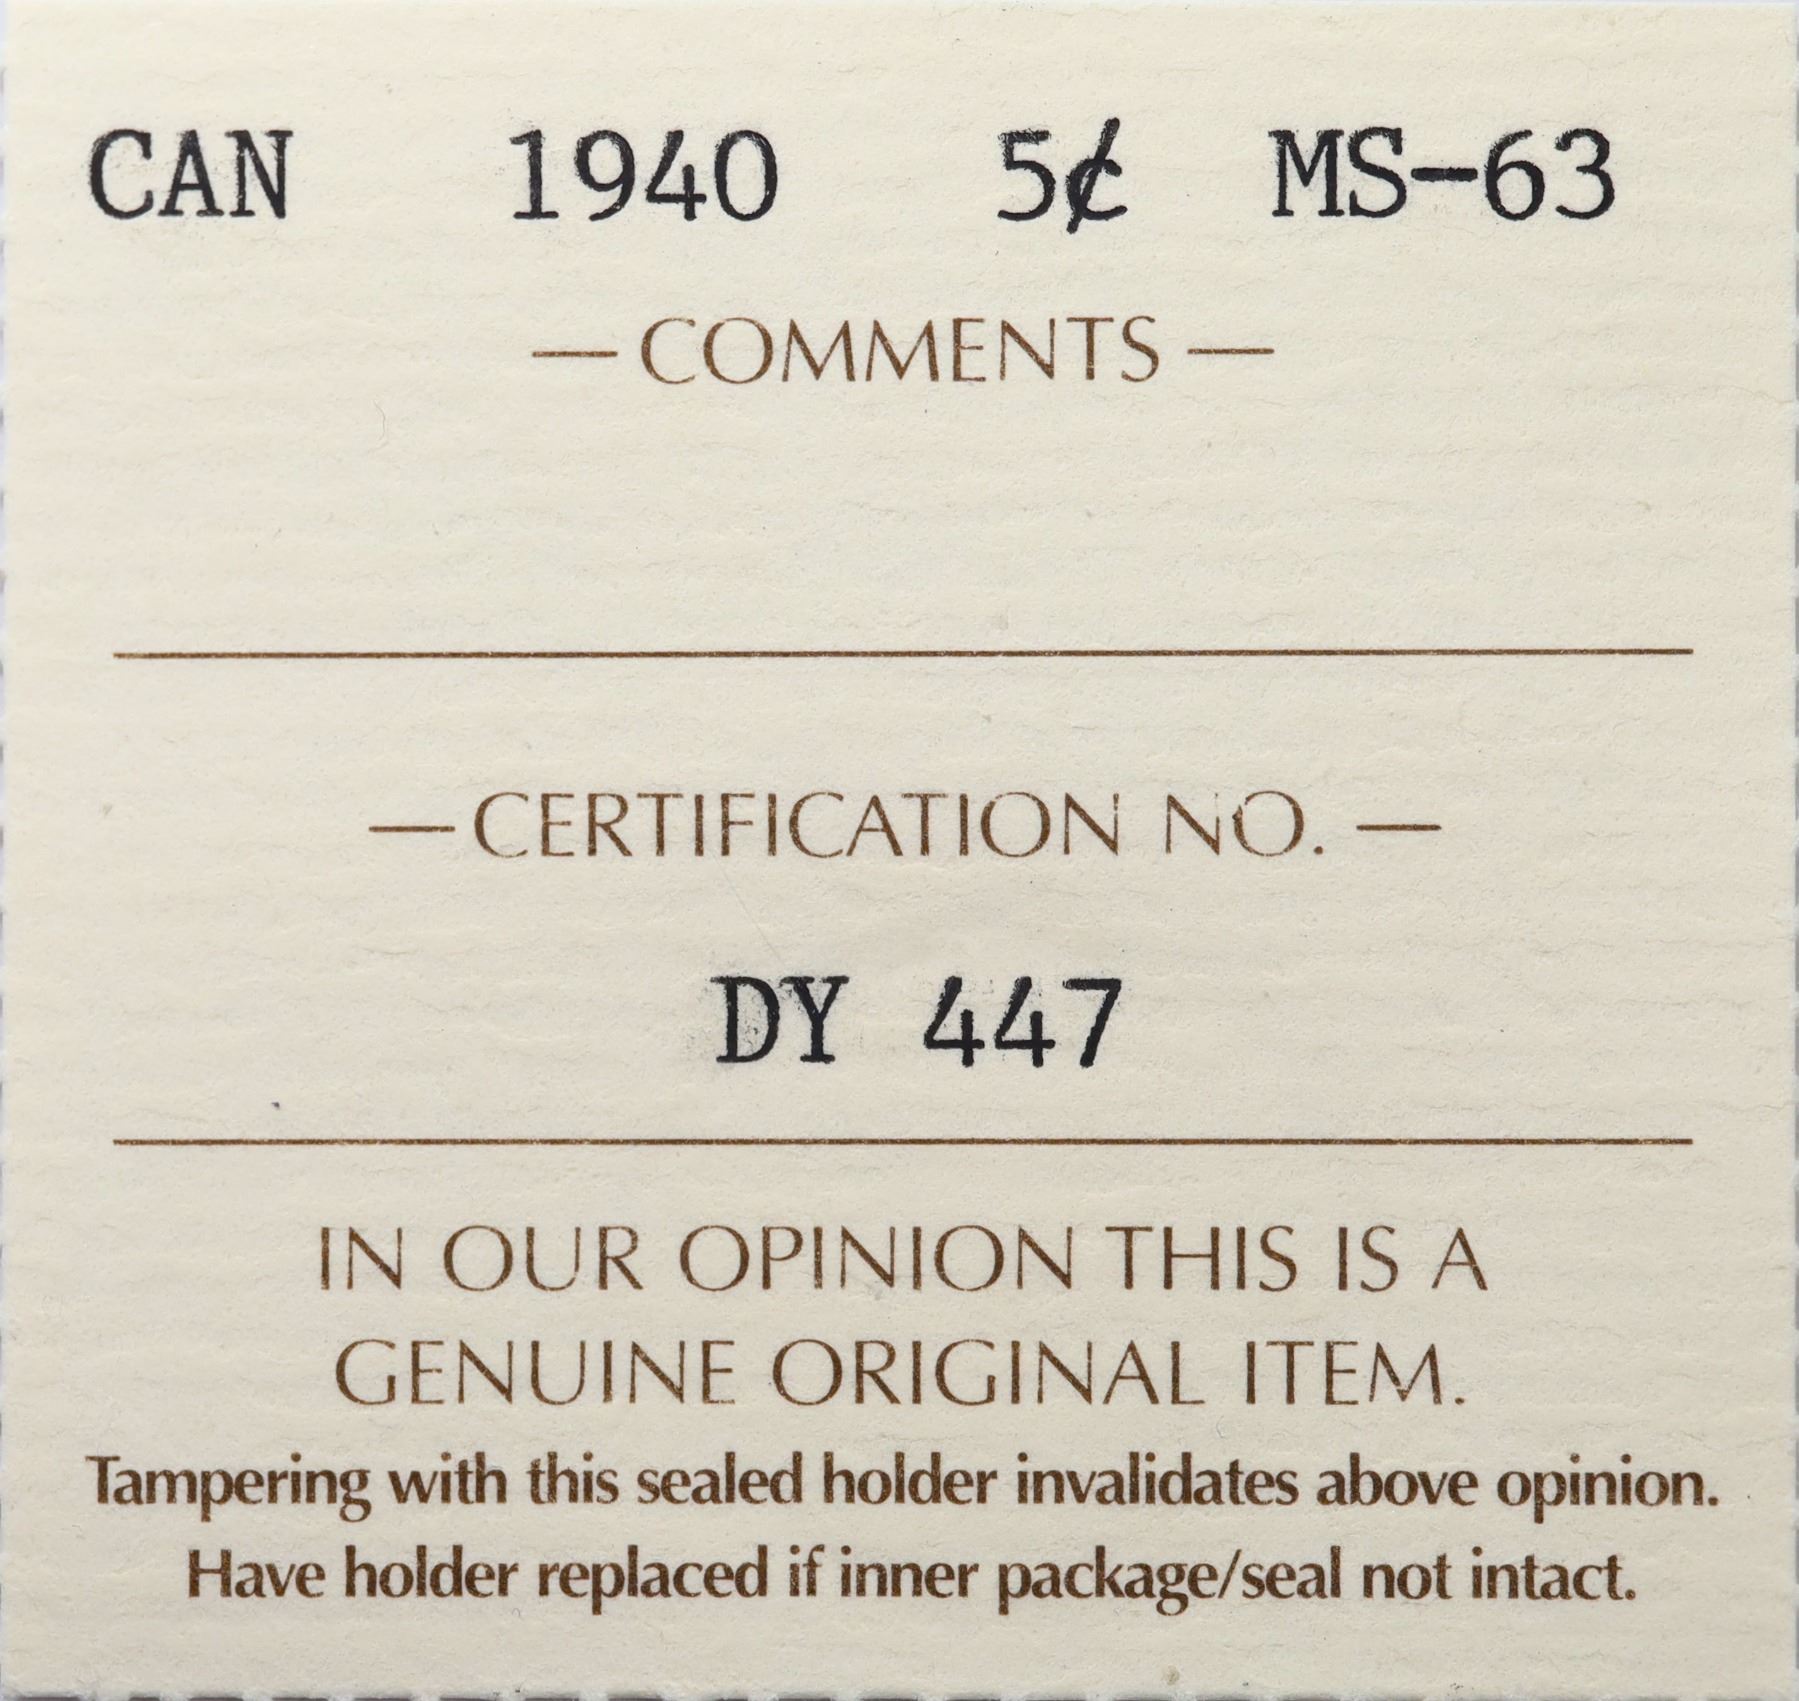 CAN 1940 5¢ MS-63
— COMMENTS —
— CERTIFICATION NO. —
DY 447
IN OUR OPINION THIS IS A
GENUINE ORIGINAL ITEM.
Tampering with this sealed holder invalidates above opinion.
Have holder replaced if inner package/seal not intact.